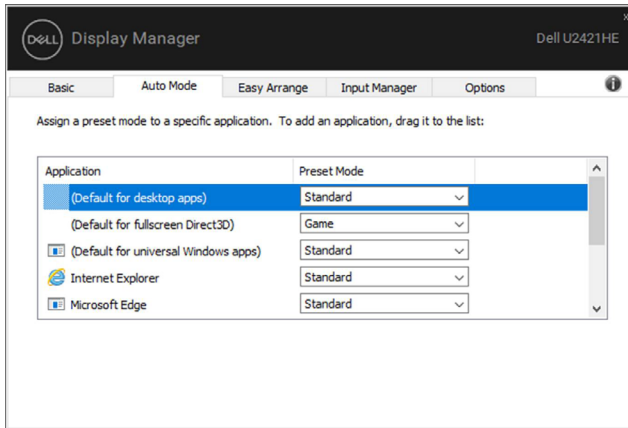 DELL Display Manager
Dell U2421HE
Basic Auto Mode Easy Arrange Input Manager Options
Assign a preset mode to a specific application. To add an application, drag it to the list:
Application Preset Mode
(Default for desktop apps) Standard
(Default for fullscreen Direct3D) Game
(Default for universal Windows apps) Standard
Internet Explorer Standard
Microsoft Edge Standard